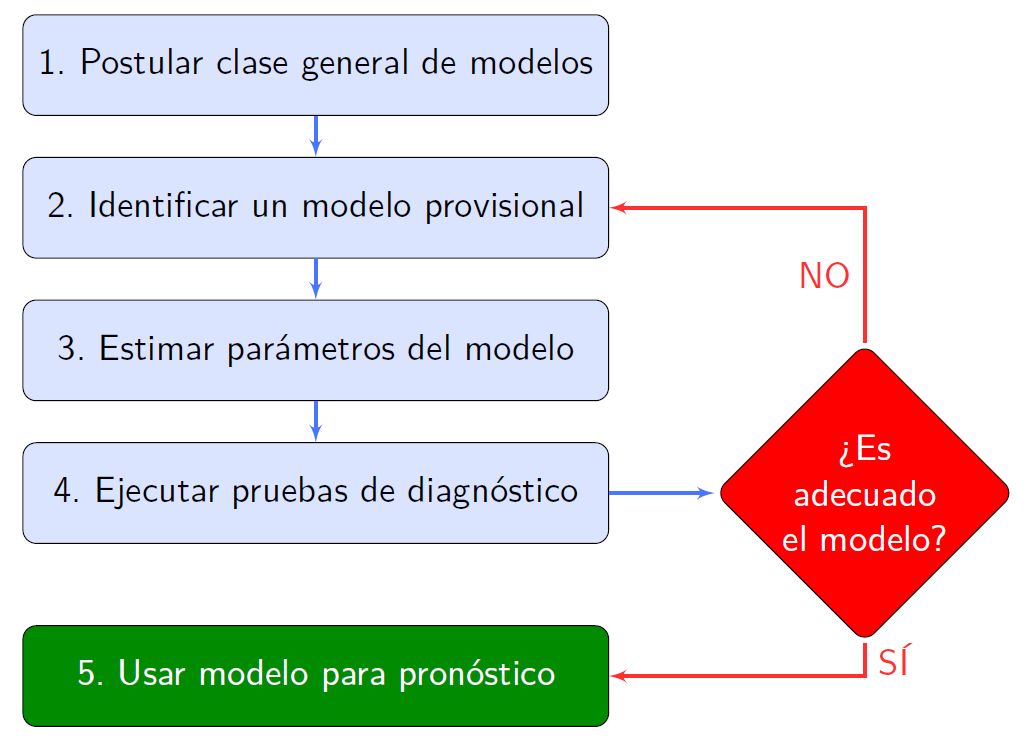 1. Postular clase general de modelos
2. Identificar un modelo provisional
NO
3. Estimar parámetros del modelo
¿Es
adecuado
el modelo?
4. Ejecutar pruebas de diagnóstico
SÍ
5. Usar modelo para pronóstico